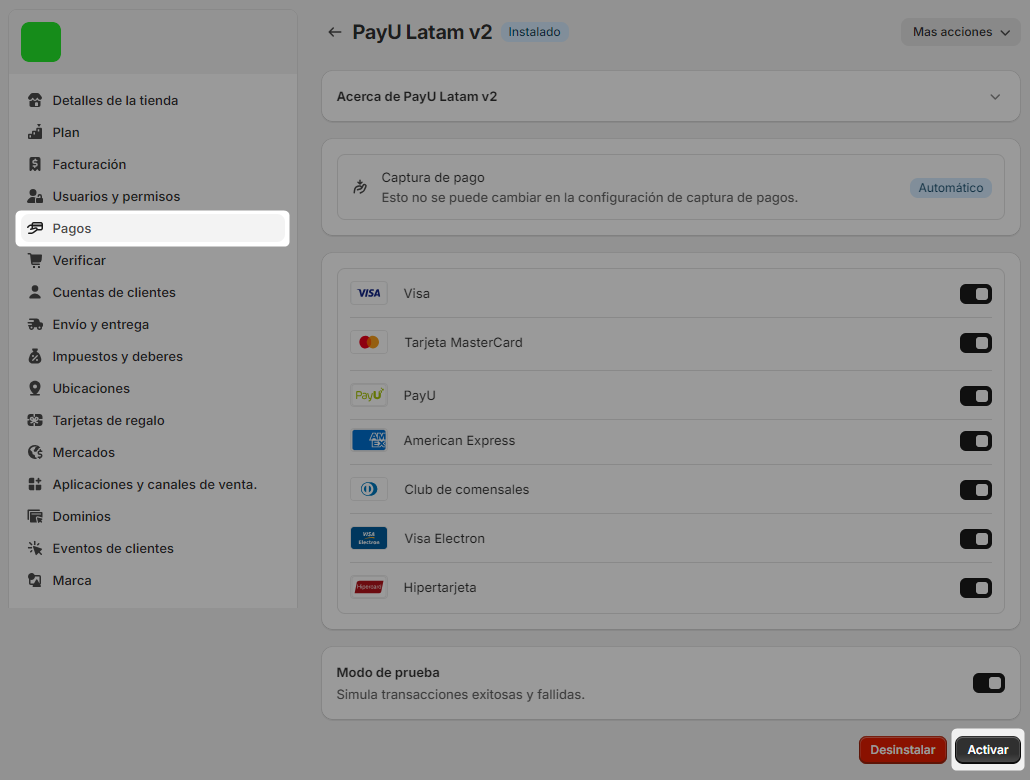 PayU Latam v2
Instalado
Mas acciones
Detalles de la tienda
Plan
Facturación
Usuarios y permisos
Pagos
Verificar
Cuentas de clientes
Envío y entrega
Impuestos y deberes
Ubicaciones
Tarjetas de regalo
Mercados
Aplicaciones y canales de venta.
Dominios
Eventos de clientes
Marca
Acerca de PayU Latam v2
Captura de pago
Esto no se puede cambiar en la configuración de captura de pagos.
Automático
VISA
Visa
Tarjeta MasterCard
PayU
PayU
AM
EX
American Express
Club de comensales
VISA
Electron
Visa Electron
Hipercard
Hipertarjeta
Modo de prueba
Simula transacciones exitosas y fallidas.
Desinstalar
Activar